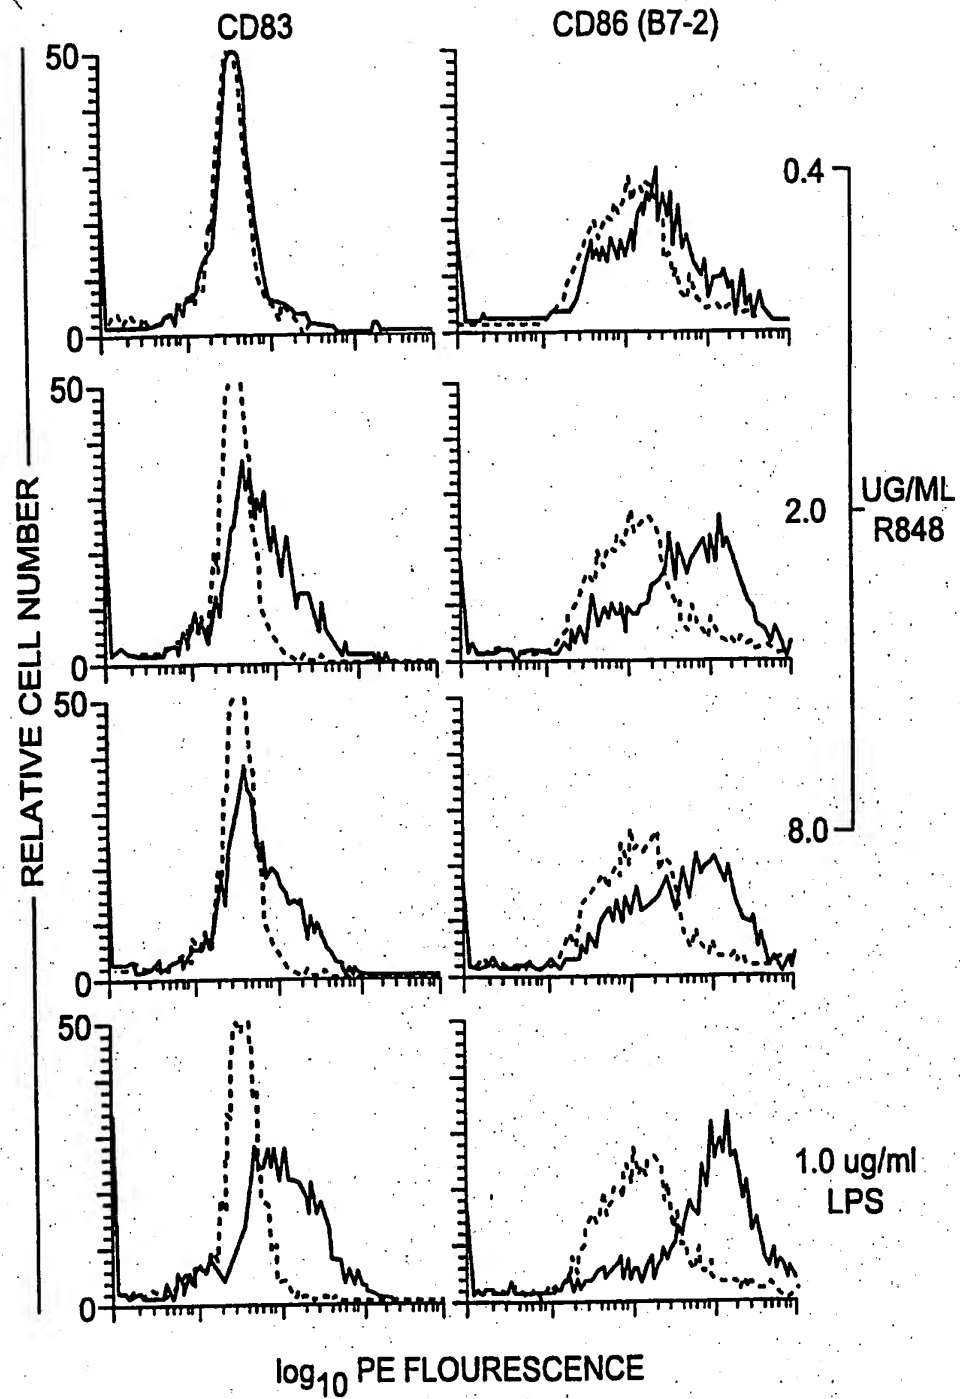 CD83
CD86 (B7-2)
50
0
0.4
50
0
2.0
UG/ML
R848
50
0
8.0
50
0
1.0 ug/ml
LPS
RELATIVE CELL NUMBER
log10 PE FLOURESCENCE